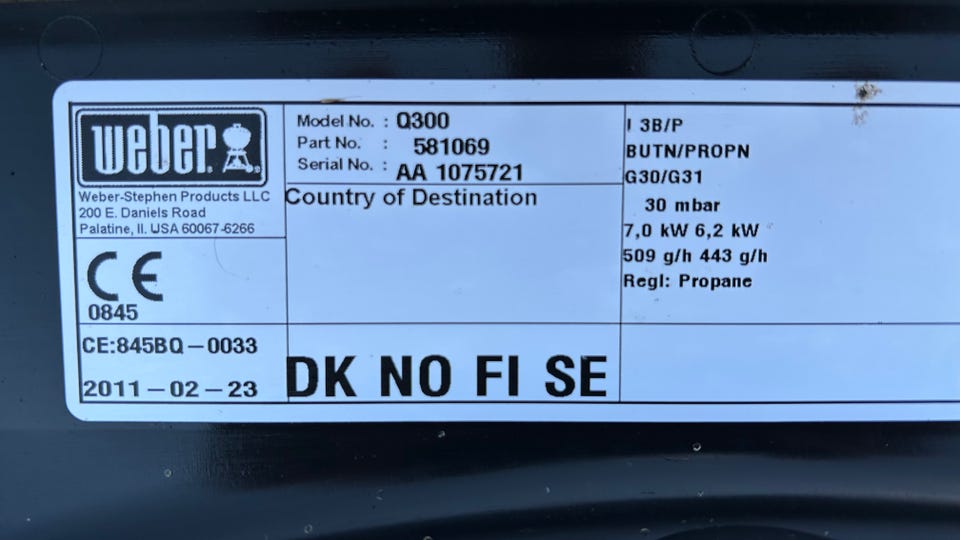 weber
Weber-Stephen Products LLC
200 E. Daniels Road
Palatine, Il. USA 60067-6266
CE
0845
CE:845BQ-0033
2011-02-23
Model No. : Q300
Part No. : 581069
Serial No. : AA 1075721
Country of Destination
DK NO FI SE
I 3B/P
BUTN/PROPN
G30/G31
30 mbar
7,0 kW 6,2 kW
509 g/h 443 g/h
Regl: Propane